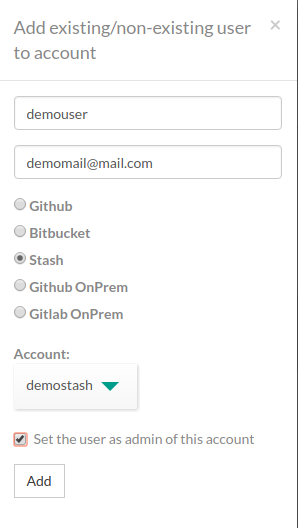 Add existing/non-existing user ×
to account
demouser
demomail@mail.com
Github
Bitbucket
Stash
Github OnPrem
Gitlab OnPrem
Account:
demostash
Set the user as admin of this account
Add